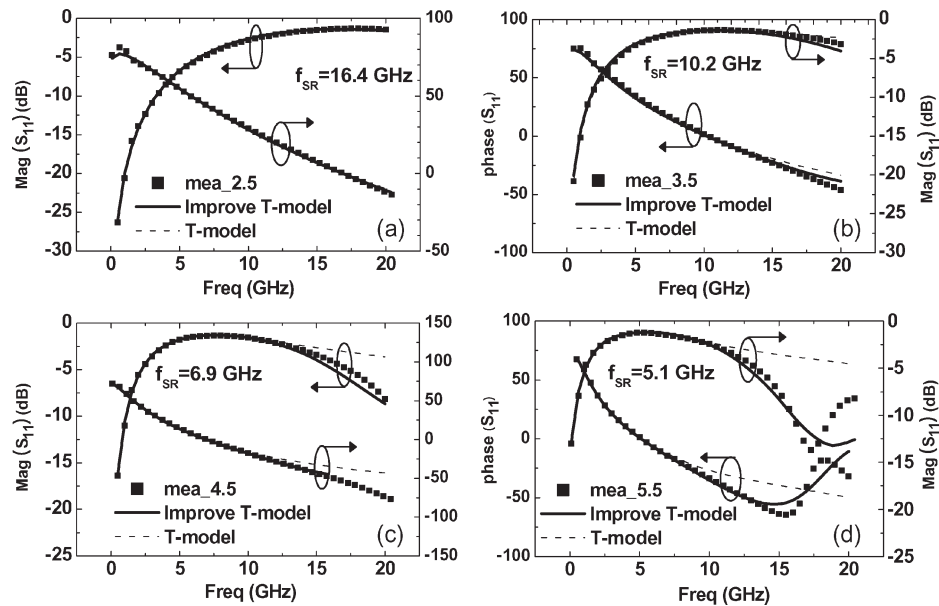 0
-5
-10
-15
-20
-25
-30
Mag (S11) (dB)
100
50
0
-50
fSR=16.4 GHz
mea_2.5
Improve T-model
T-model
(a)
0 5 10 15 20
Freq (GHz)
100
50
0
-50
-100
phase (S11)
0
-5
-10
-15
-20
-25
-30
Mag (S11) (dB)
fSR=10.2 GHz
mea_3.5
Improve T-model
T-model
(b)
0 5 10 15 20
Freq (GHz)
0
-5
-10
-15
-20
-25
Mag (S11) (dB)
150
100
50
0
-50
-100
-150
fSR=6.9 GHz
mea_4.5
Improve T-model
T-model
(c)
0 5 10 15 20
Freq (GHz)
100
50
0
-50
-100
phase (S11)
0
-5
-10
-15
-20
-25
Mag (S11) (dB)
fSR=5.1 GHz
mea_5.5
Improve T-model
T-model
(d)
0 5 10 15 20
Freq (GHz)